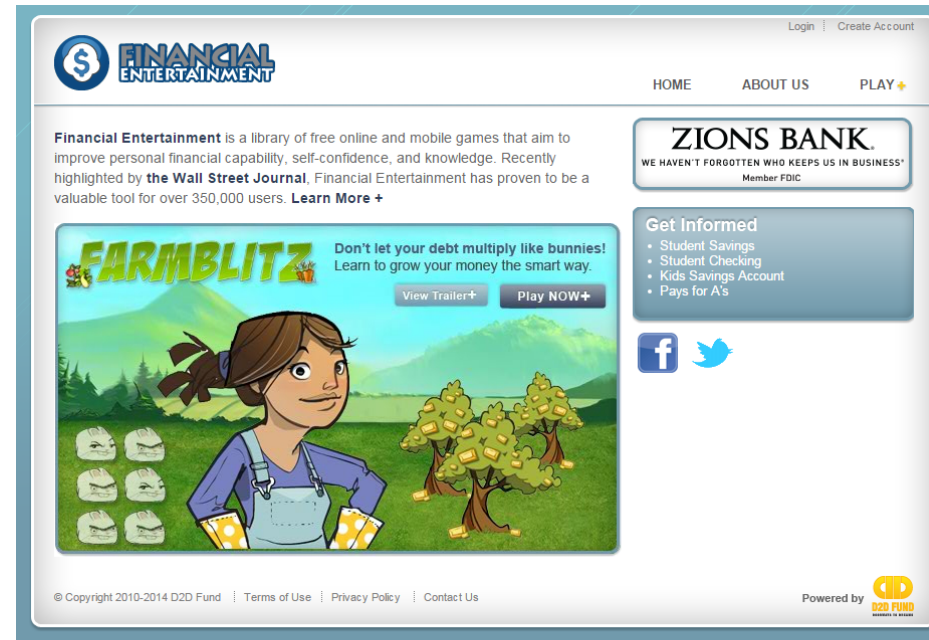 Login
Create Account
FINANCIAL
ENTERTAINMENT
HOME
ABOUT US
PLAY+
Financial Entertainment is a library of free online and mobile games that aim to
improve personal financial capability, self-confidence, and knowledge. Recently
highlighted by the Wall Street Journal, Financial Entertainment has proven to be a
valuable tool for over 350,000 users. Learn More +
ZIONS BANK.
WE HAVEN'T FORGOTTEN WHO KEEPS US IN BUSINESS®
Member FDIC
FARMBLITZ
Don't let your debt multiply like bunnies!
Learn to grow your money the smart way.
View Trailer+
Play NOW+
Get Informed
• Student Savings
• Student Checking
• Kids Savings Account
• Pays for A's
f
© Copyright 2010-2014 D2D Fund
Terms of Use
Privacy Policy
Contact Us
Powered by
D2D FUND